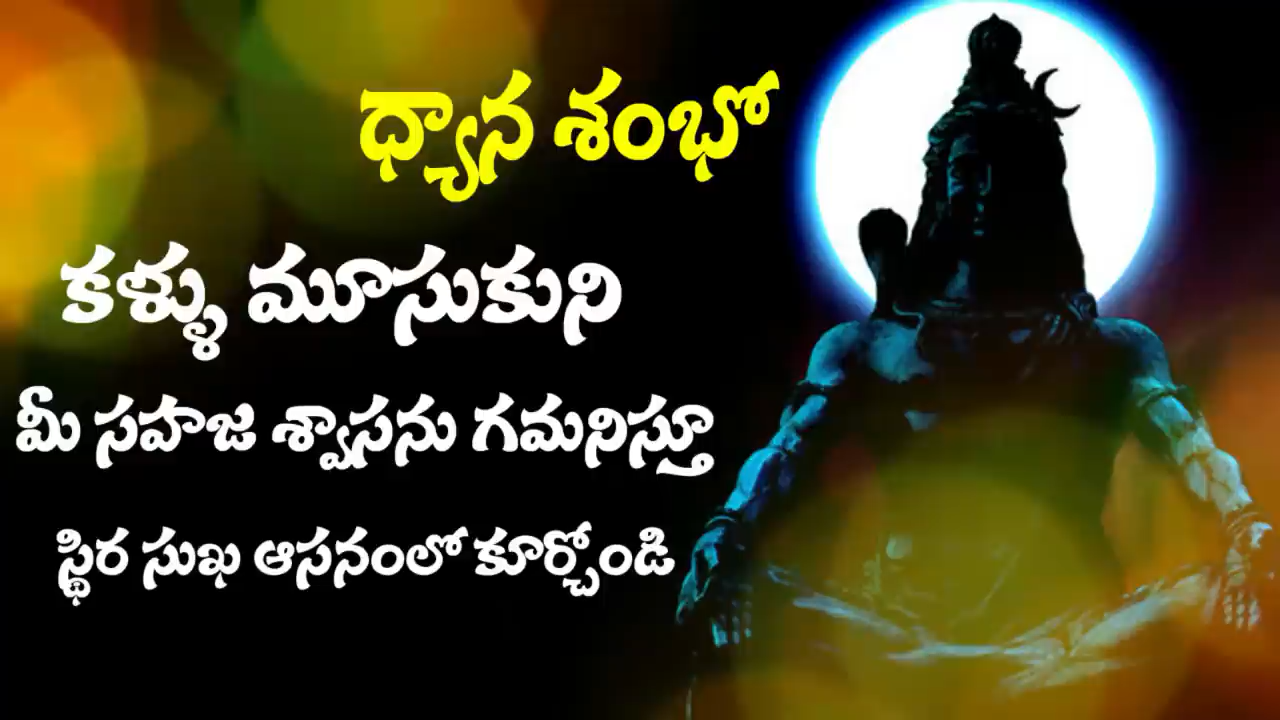 ధ్యాన శంభో
కళ్ళు మూసుకుని
మీ సహజ శ్వాసను గమనిస్తూ
స్థిర సుఖ ఆసనంలో కూర్చోండి